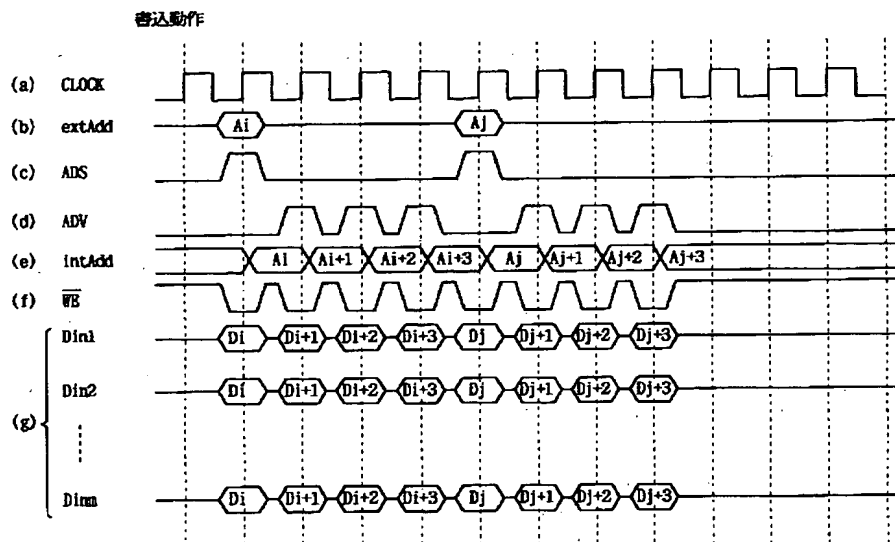 書込動作
(a) CLOCK
(b) extAdd Ai Aj
(c) ADS
(d) ADV
(e) intAdd Ai Ai+1 Ai+2 Ai+3 Aj Aj+1 Aj+2 Aj+3
(f) WE
(g)
Din1 Di Di+1 Di+2 Di+3 Dj Dj+1 Dj+2 Dj+3
Din2 Di Di+1 Di+2 Di+3 Dj Dj+1 Dj+2 Dj+3
Dinm Di Di+1 Di+2 Di+3 Dj Dj+1 Dj+2 Dj+3